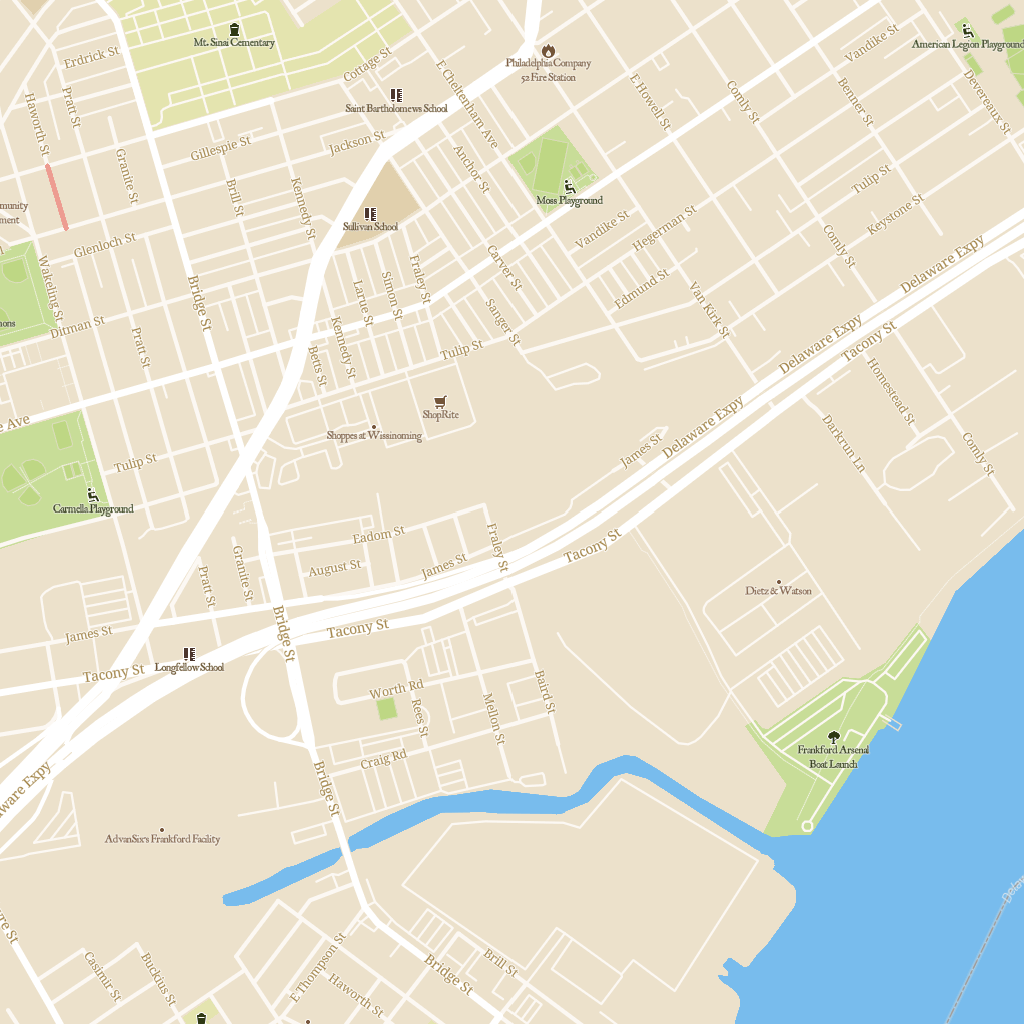 Mt. Sinai Cementary
Erdrick St
Cottage St
E Cheltenham Ave
Philadelphia Company
52 Fire Station
Vandike St
American Legion Playground
Haworth St
Pratt St
Saint Bartholomews School
E Howell St
Comly St
Benner St
Devereaux St
Granite St
Gillespie St
Jackson St
Anchor St
Brill St
Kennedy St
Moss Playground
Tulip St
Sullivan School
Vandike St
Hegerman St
Keystone St
Glenloch St
Wakeling St
Bridge St
Larue St
Simon St
Fraley St
Carver St
Edmund St
Comly St
Delaware Expy
Ditman St
Pratt St
Betts St
Kennedy St
Sanger St
Van Kirk St
Tulip St
Delaware Expy
Tacony St
Homestead St
ShopRite
Shoppes at Wissinoming
Delaware Expy
James St
Darkrun Ln
Comly St
Tulip St
Carmella Playground
Eadom St
Fraley St
Tacony St
August St
James St
Granite St
Pratt St
Dietz & Watson
James St
Bridge St
Tacony St
Longfellow School
Tacony St
Worth Rd
Rees St
Mellon St
Baird St
Craig Rd
Frankford Arsenal
Boat Launch
Bridge St
AdvanSix's Frankford Facility
Casimir St
Buckius St
E Thompson St
Haworth St
Bridge St
Brill St